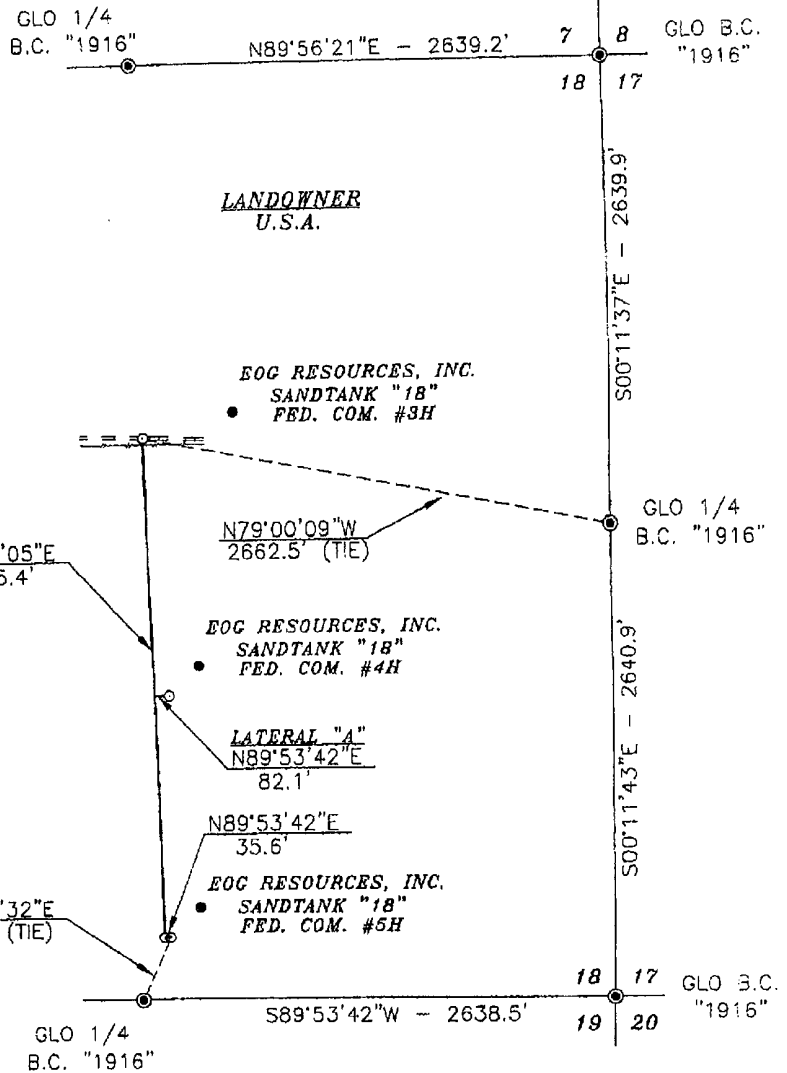 GLO 1/4
B.C. "1916"
N89°56'21"E - 2639.2'
7 8
18 17
GLO B.C.
"1916"
LANDOWNER
U.S.A.
S00°11'37"E - 2639.9'
EOG RESOURCES, INC.
SANDTANK "18"
FED. COM. #3H
N79°00'09"W
2662.5' (TIE)
GLO 1/4
B.C. "1916"
'05"E
EOG RESOURCES, INC.
SANDTANK "18"
FED. COM. #4H
S00°11'43"E - 2640.9'
LATERAL "A"
N89°53'42"E
82.1'
N89°53'42"E
35.6'
EOG RESOURCES, INC.
SANDTANK "18"
FED. COM. #5H
'32"E
(TIE)
18 17
19 20
GLO B.C.
"1916"
S89°53'42"W - 2638.5'
GLO 1/4
B.C. "1916"